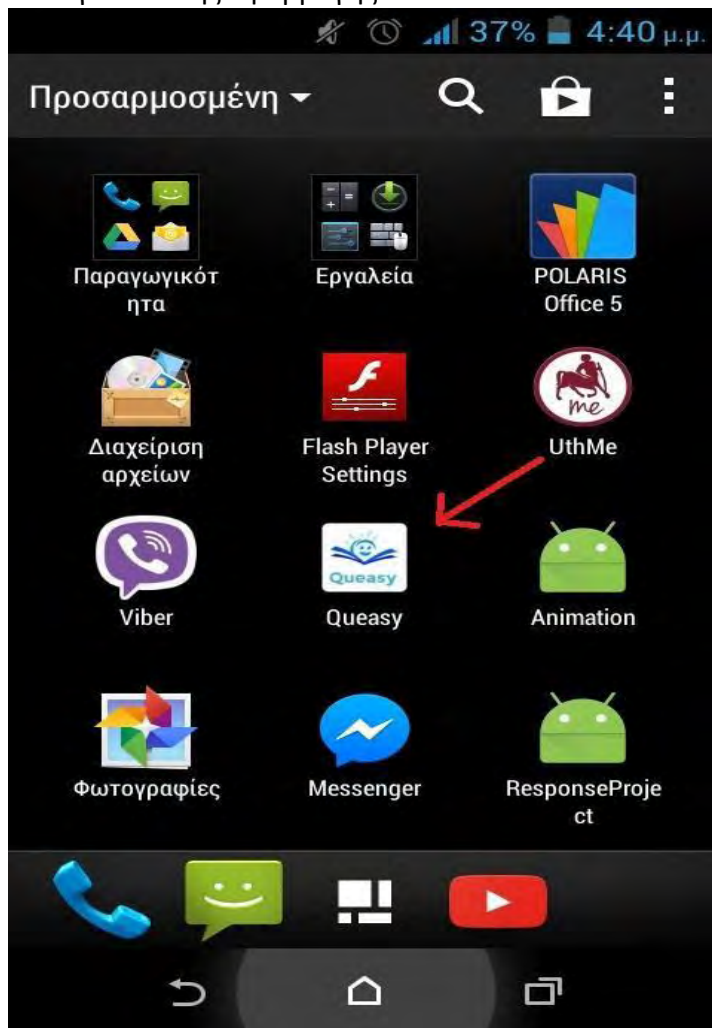 37% 4:40 μ.μ.
Προσαρμοσμένη
Παραγωγικότ
ητα
Εργαλεία
POLARIS
Office 5
me
Διαχείριση
αρχείων
Flash Player
Settings
UthMe
Queasy
Viber
Queasy
Animation
Φωτογραφίες
Messenger
ResponseProje
ct